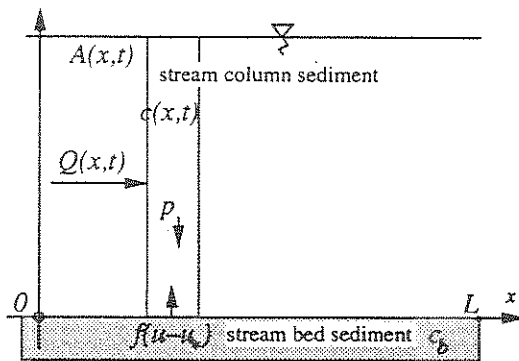 A(x,t)
stream column sediment
c(x,t)
Q(x,t)
p
0 L x
f(u-u_c) stream bed sediment c_b